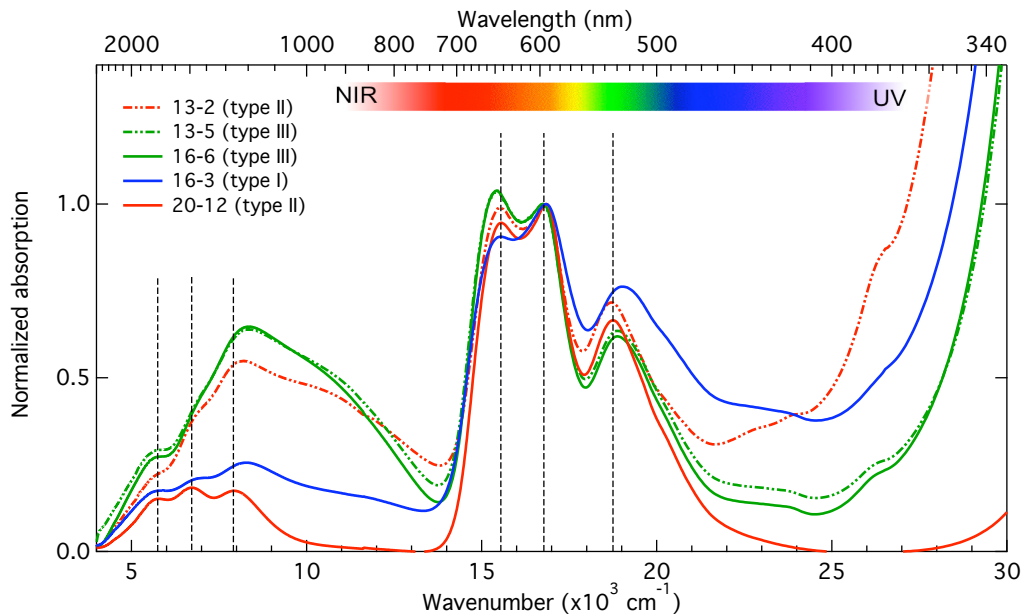 Wavelength (nm)
2000 1000 800 700 600 500 400 340
NIR UV
13-2 (type II)
13-5 (type III)
16-6 (type III)
16-3 (type I)
20-12 (type II)
1.0
0.5
0.0
Normalized absorption
5 10 15 20 25 30
Wavenumber (x10³ cm⁻¹)